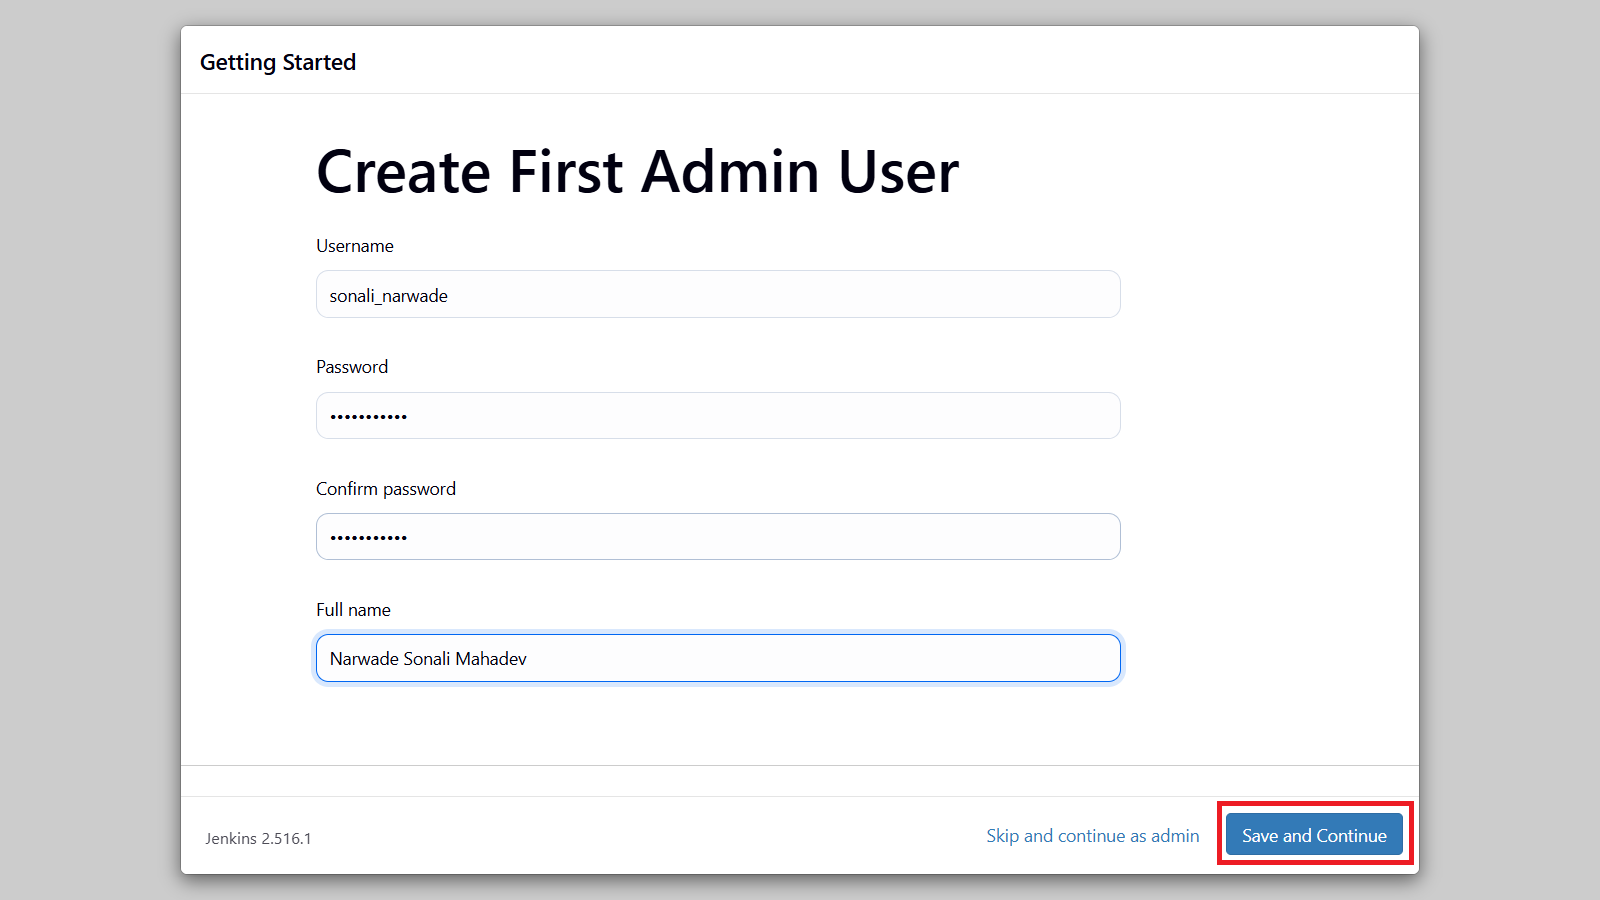 Getting Started
Create First Admin User
Username
sonali_narwade
Password
•••••••••••
Confirm password
•••••••••••
Full name
Narwade Sonali Mahadev
Jenkins 2.516.1
Skip and continue as admin
Save and Continue